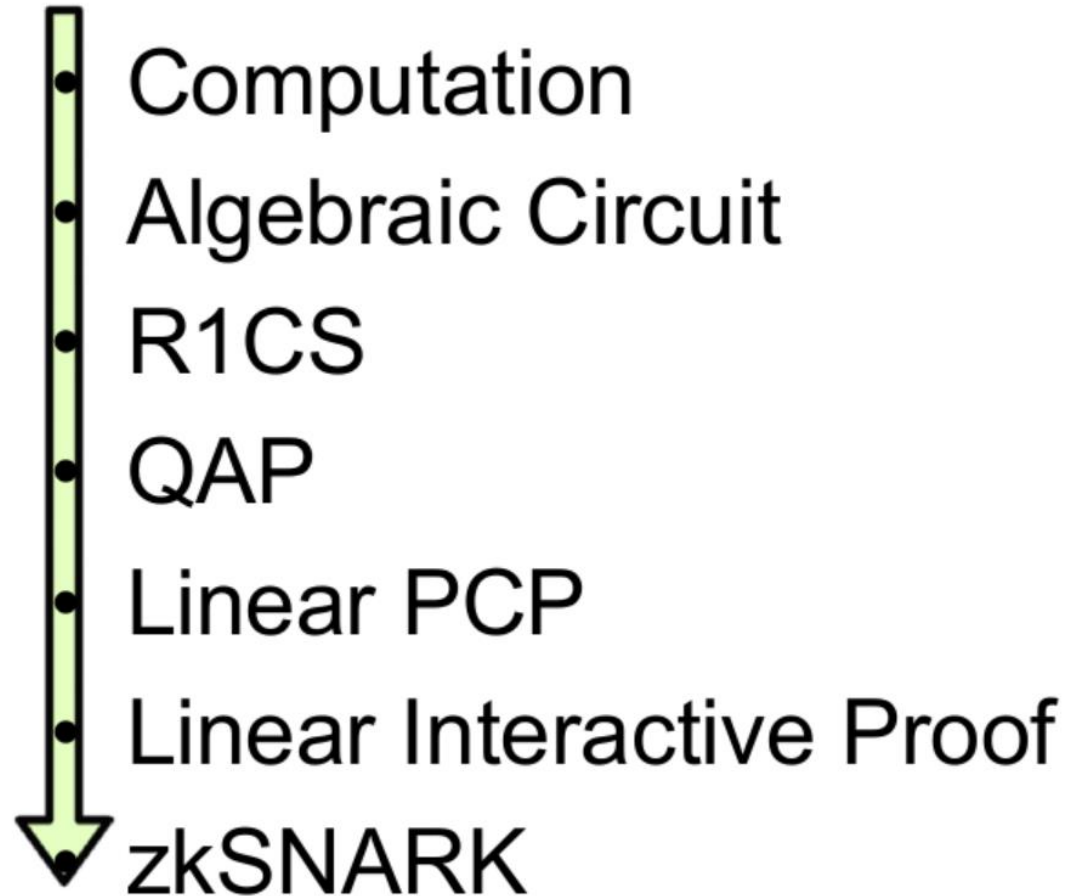 Computation
Algebraic Circuit
R1CS
QAP
Linear PCP
Linear Interactive Proof
zkSNARK